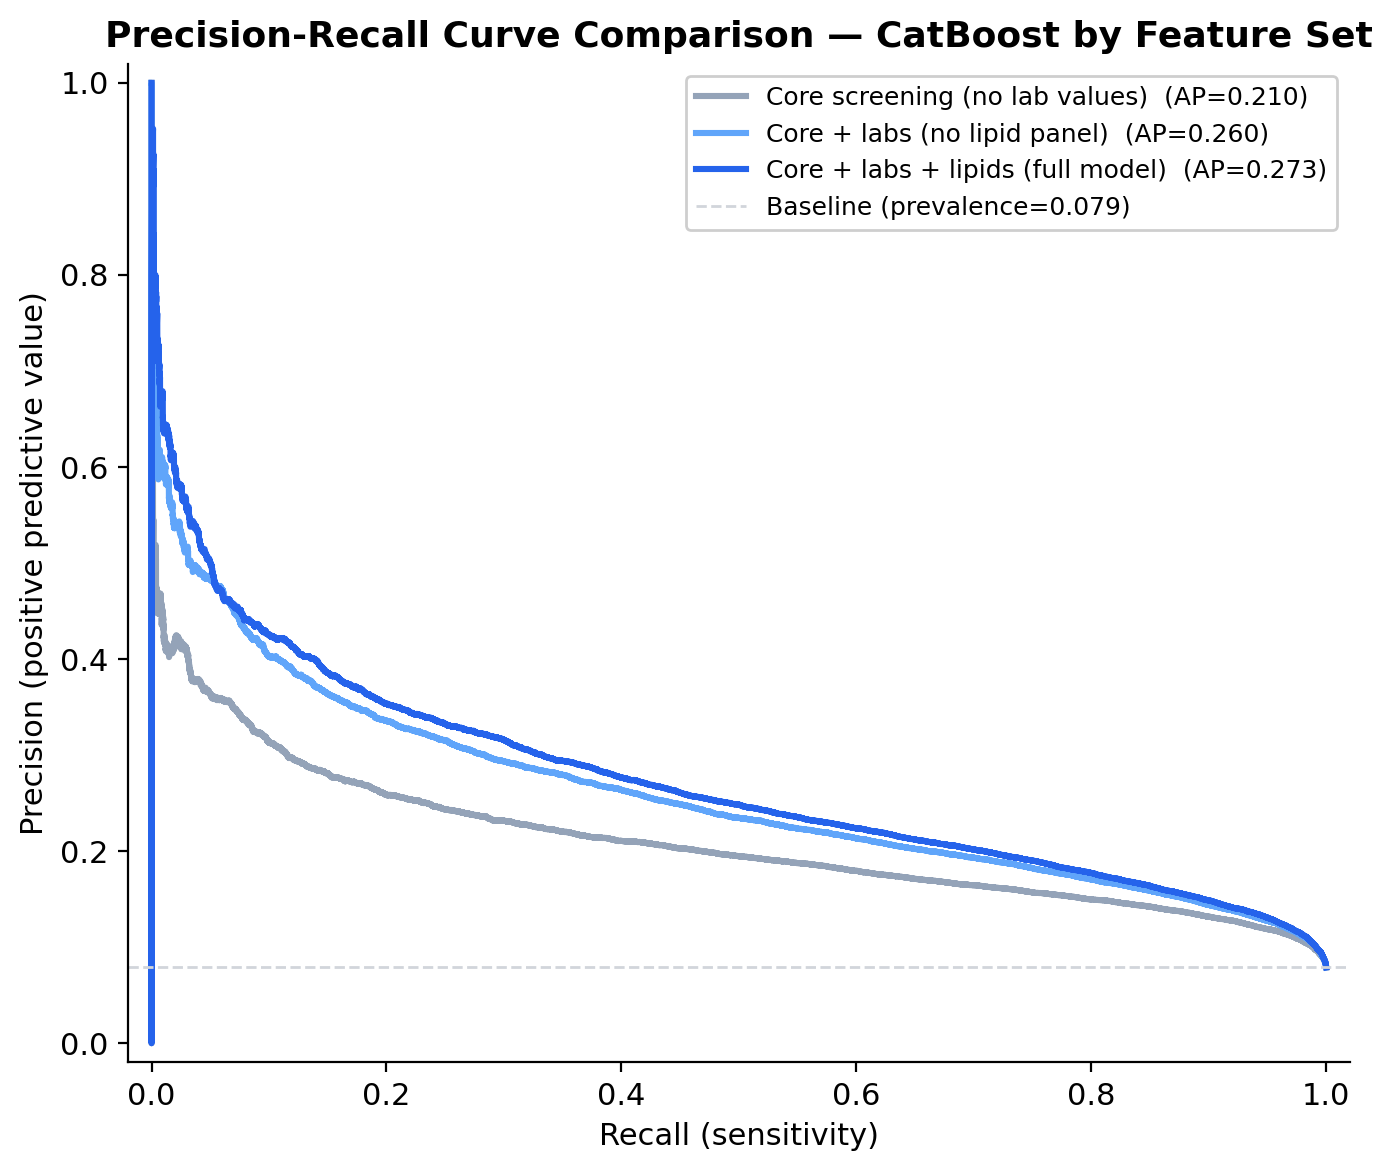 Precision-Recall Curve Comparison — CatBoost by Feature Set
Core screening (no lab values)  (AP=0.210)
Core + labs (no lipid panel)  (AP=0.260)
Core + labs + lipids (full model)  (AP=0.273)
Baseline (prevalence=0.079)
Precision (positive predictive value)
1.0
0.8
0.6
0.4
0.2
0.0
0.0 0.2 0.4 0.6 0.8 1.0
Recall (sensitivity)